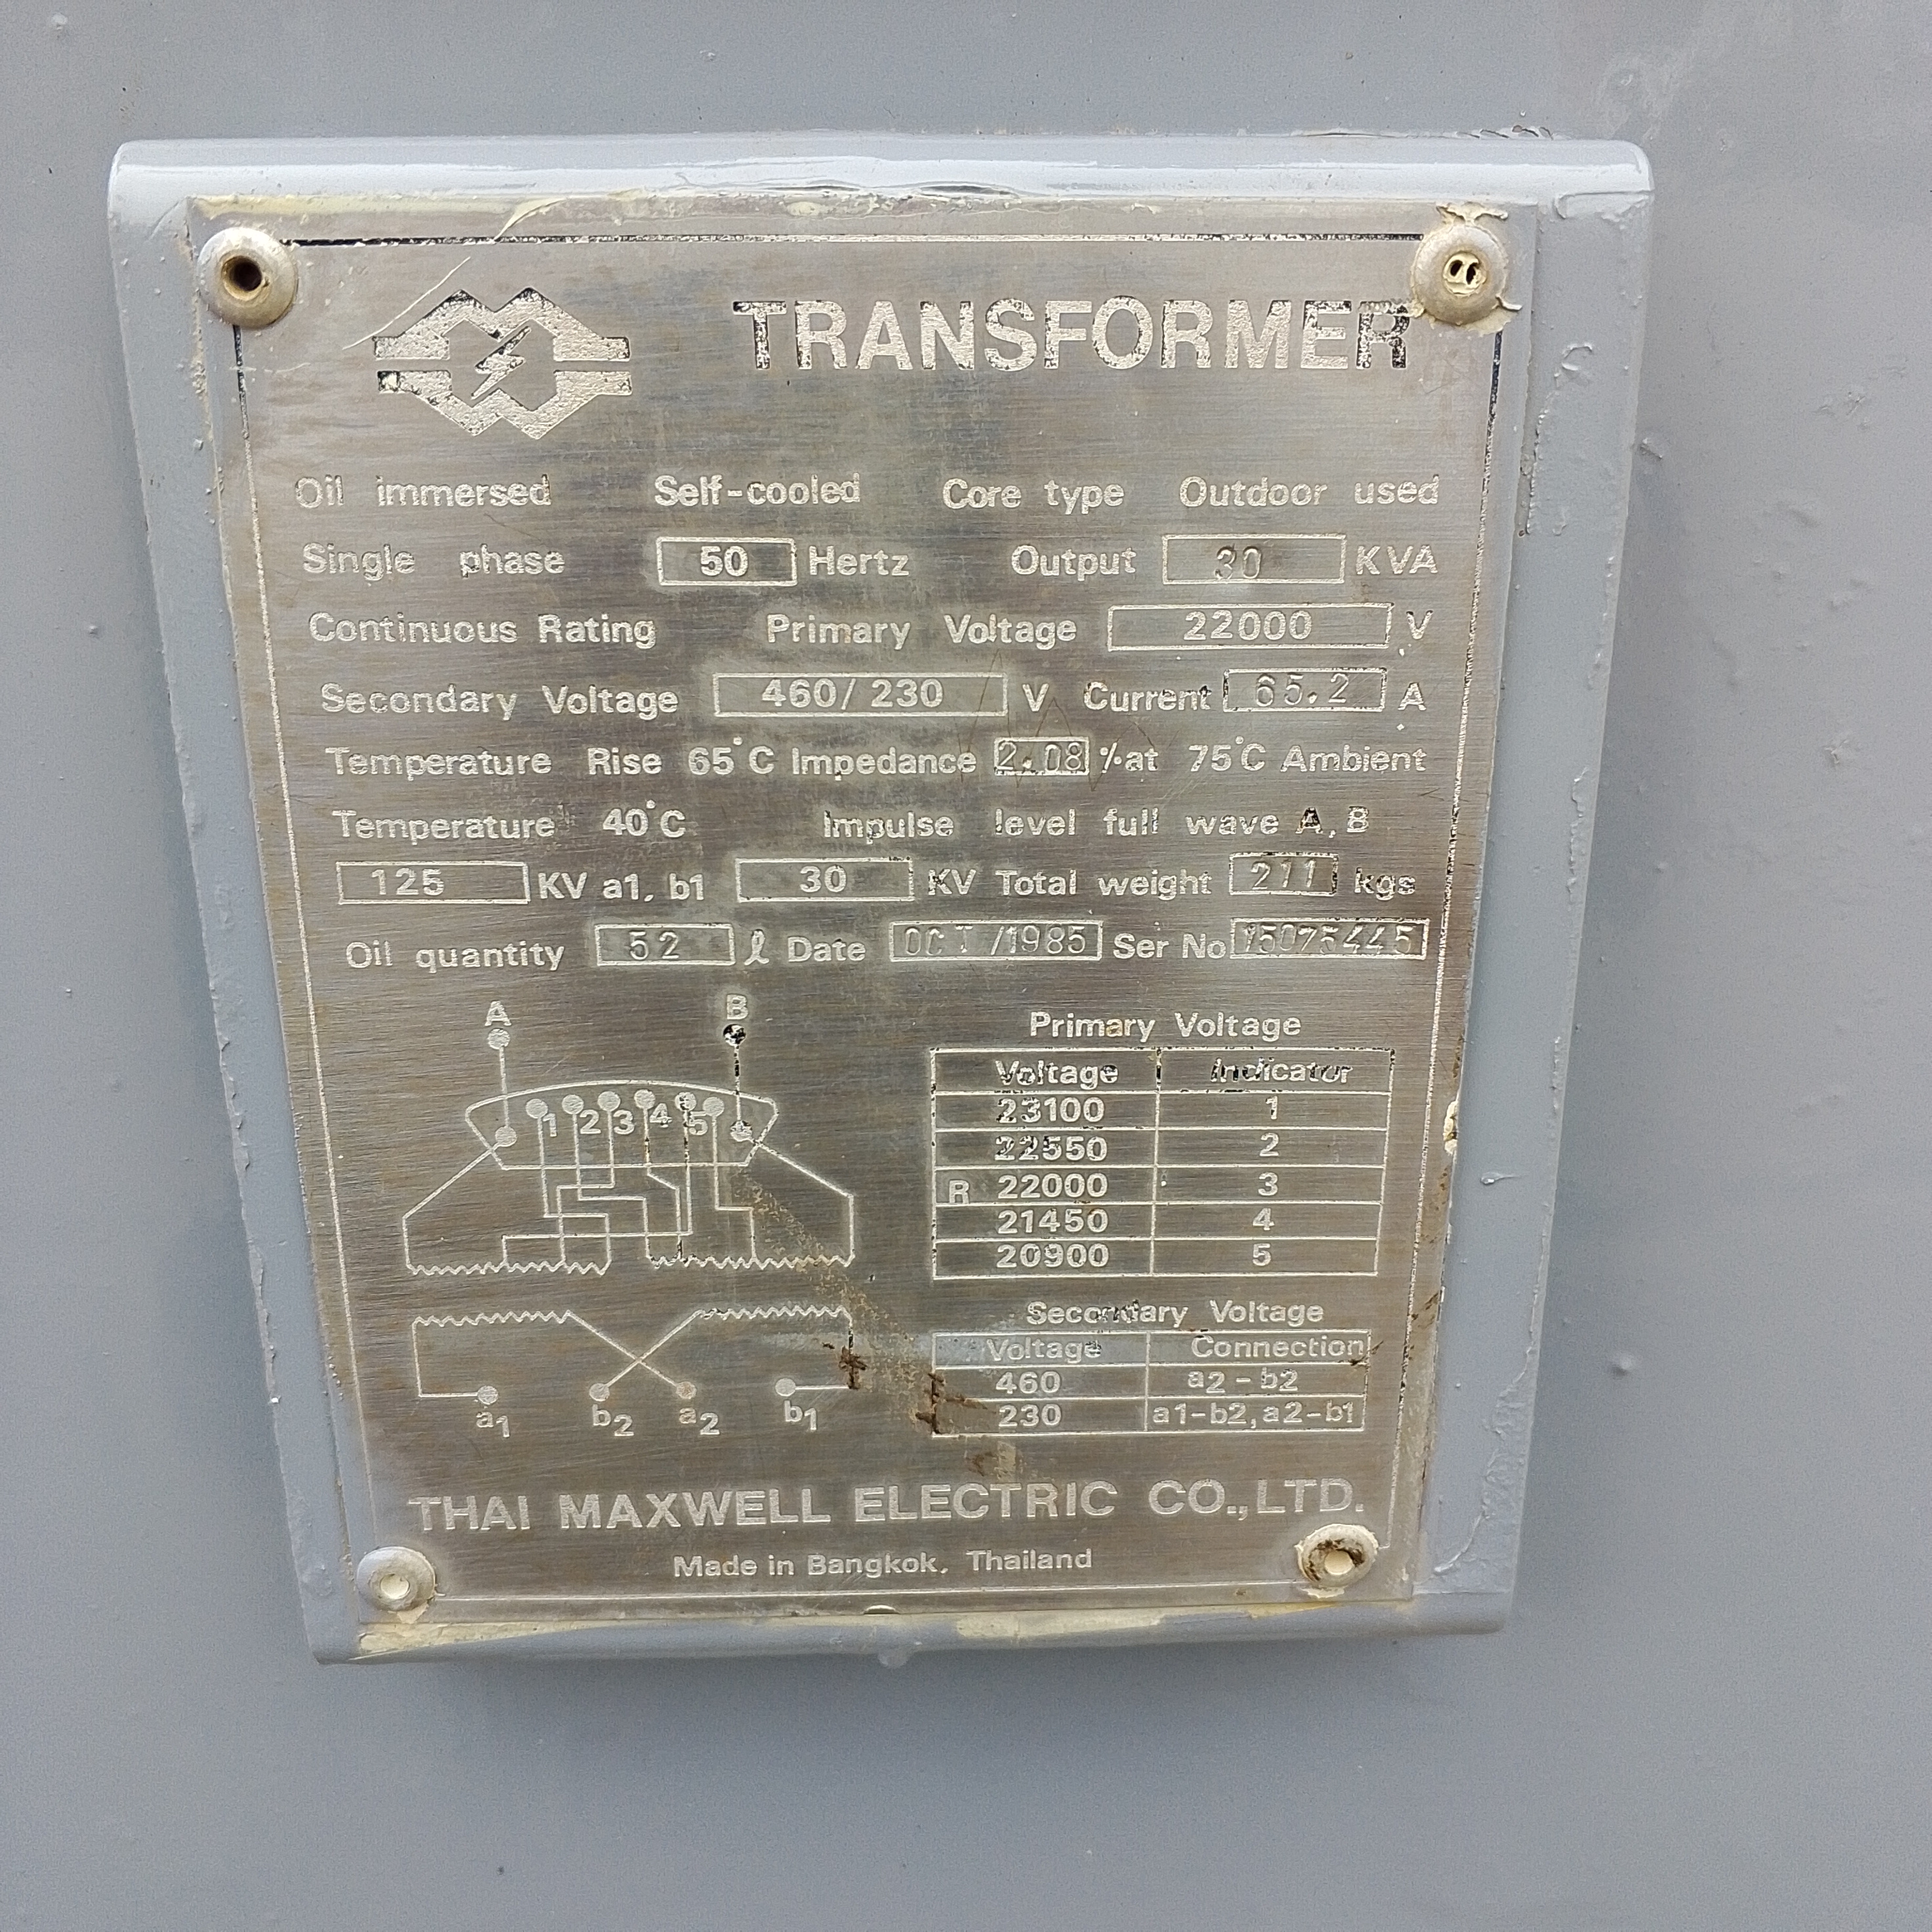 TRANSFORMER
Oil immersed Self-cooled Core type Outdoor used
Single phase 50 Hertz Output 30 KVA
Continuous Rating Primary Voltage 22000 V
Secondary Voltage 460/230 V Current 65.2 A
Temperature Rise 65°C Impedance 2.08 % at 75°C Ambient
Temperature 40°C Impulse level full wave A, B
125 KV a1, b1 30 KV Total weight 211 kgs
Oil quantity 52 ℓ Date OCT/1985 Ser No 15075445
A B
1 2 3 4 5
a1 b2 a2 b1
Primary Voltage
Voltage Indicator
23100 1
22550 2
R 22000 3
21450 4
20900 5
Secondary Voltage
Voltage Connection
460 a2-b2
230 a1-b2, a2-b1
THAI MAXWELL ELECTRIC CO., LTD.
Made in Bangkok, Thailand